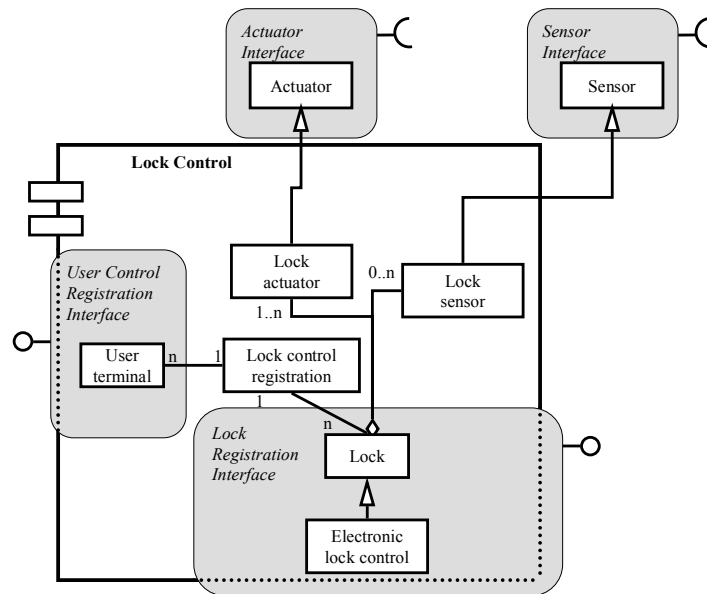 Actuator
Interface
Actuator
Sensor
Interface
Sensor
Lock Control
Lock
actuator
1..n
0..n
Lock
sensor
User Control
Registration
Interface
User
terminal
n
1
Lock control
registration
1
n
Lock
Registration
Interface
Lock
Electronic
lock control